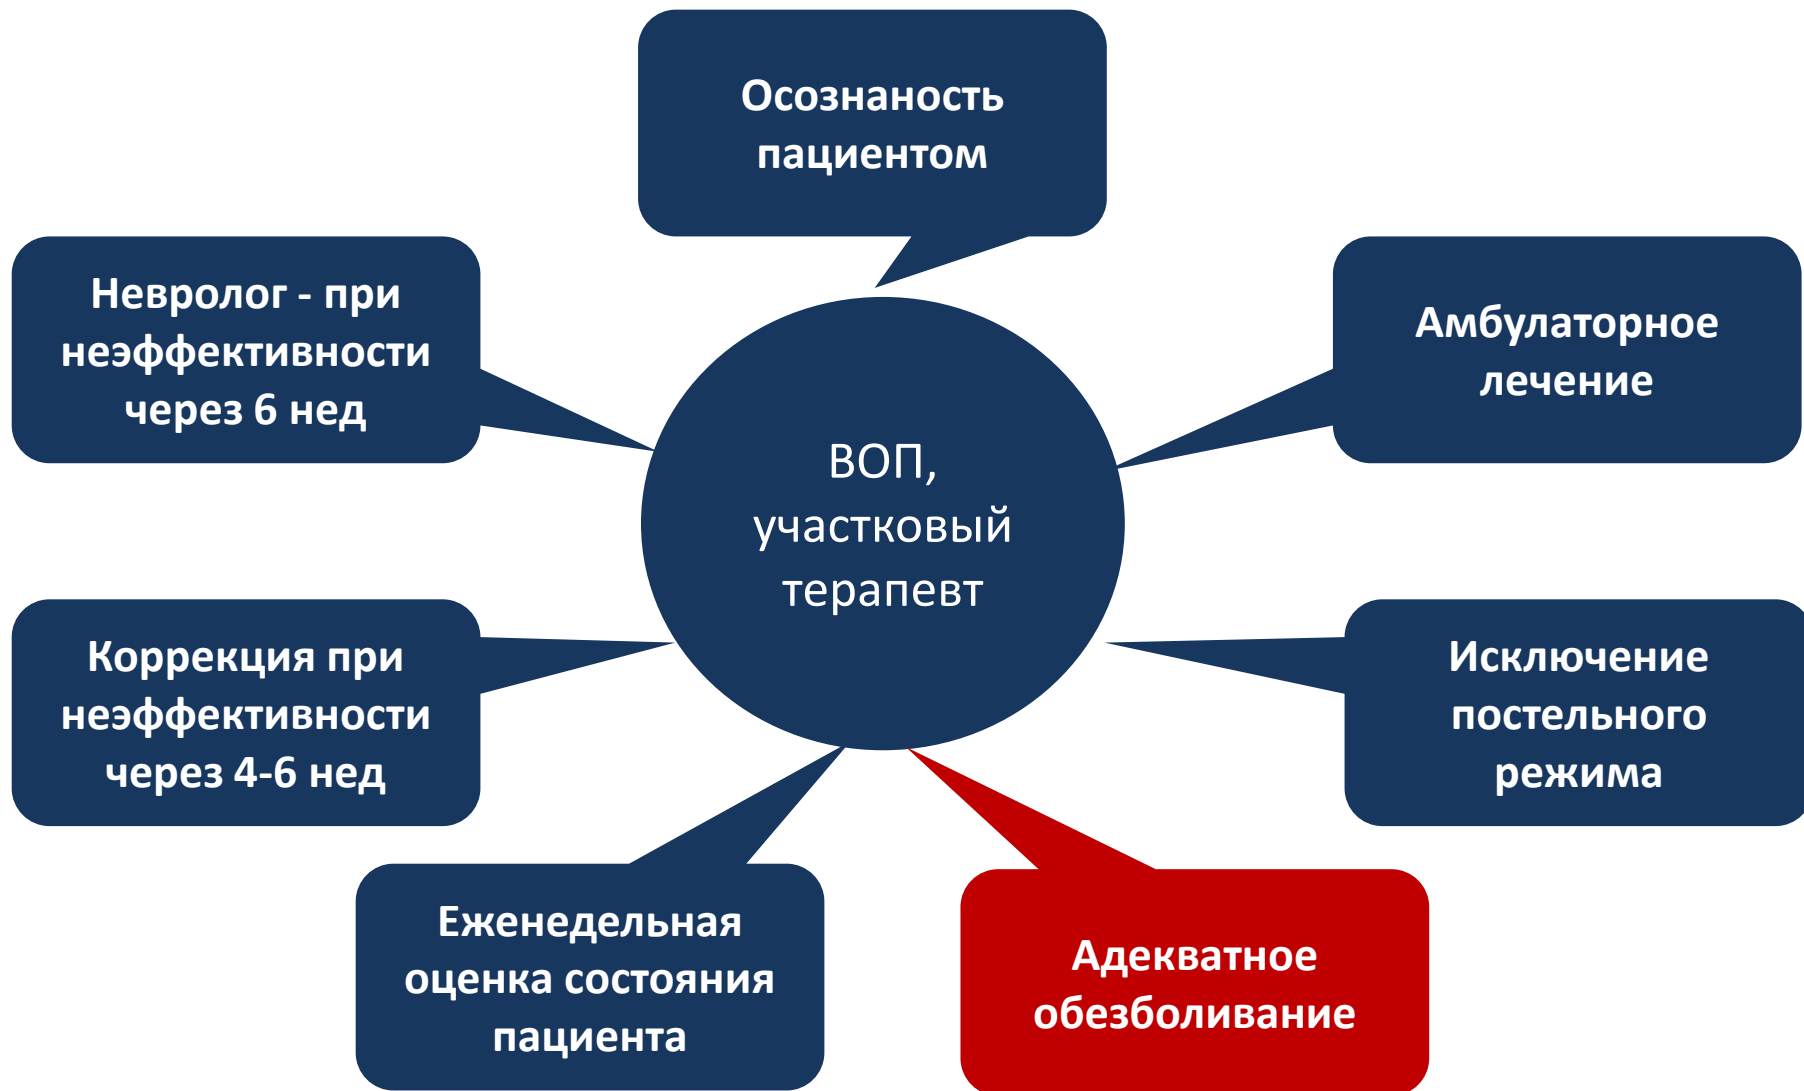 Осознаность
пациентом
Невролог - при
неэффективности
через 6 нед
Амбулаторное
лечение
ВОП,
участковый
терапевт
Коррекция при
неэффективности
через 4-6 нед
Исключение
постельного
режима
Еженедельная
оценка состояния
пациента
Адекватное
обезболивание